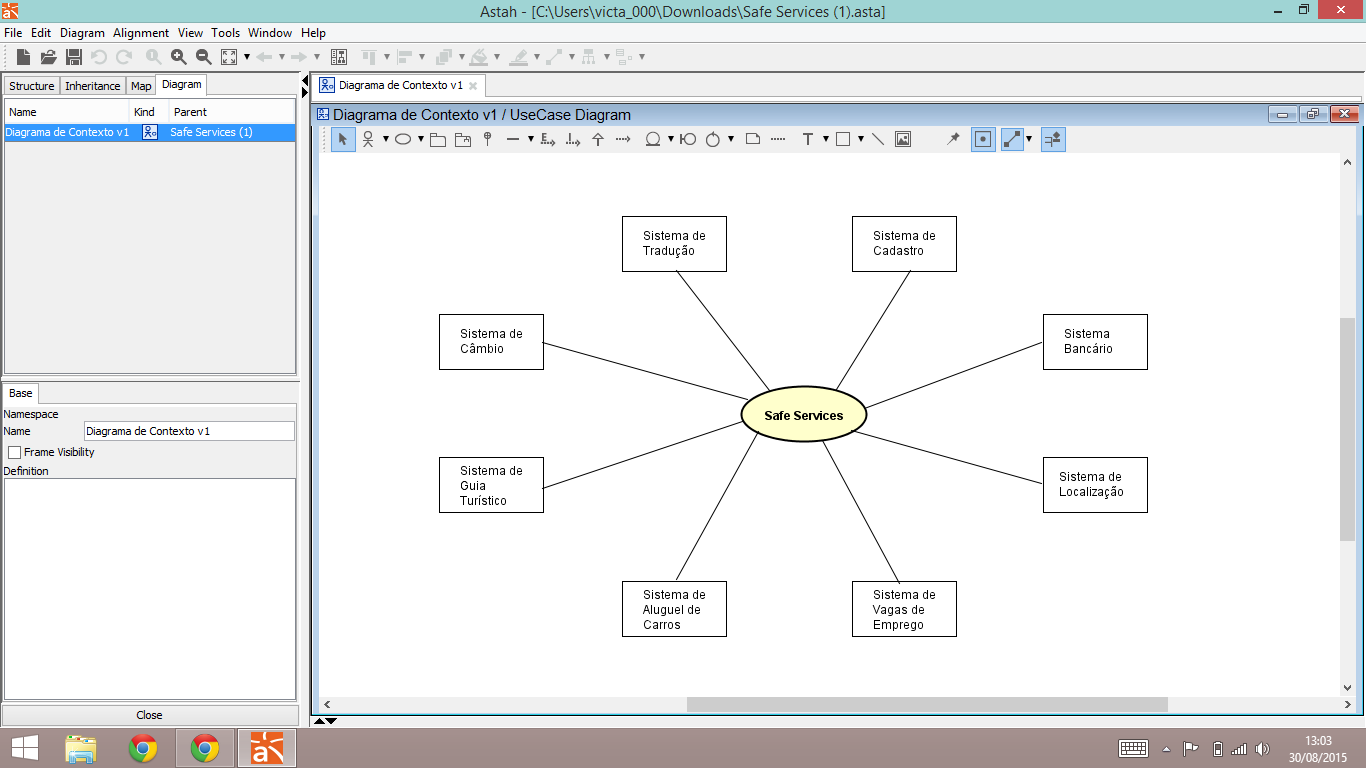 Astah - [C:\Users\victa_000\Downloads\Safe Services (1).asta]
File Edit Diagram Alignment View Tools Window Help
Structure Inheritance Map Diagram
Name Kind Parent
Diagrama de Contexto v1 Safe Services (1)
Base
Namespace
Name Diagrama de Contexto v1
Frame Visibility
Definition
Close
Diagrama de Contexto v1
Diagrama de Contexto v1 / UseCase Diagram
T
Sistema de
Tradução
Sistema de
Cadastro
Sistema de
Câmbio
Sistema
Bancário
Safe Services
Sistema de
Guia
Turístico
Sistema de
Localização
Sistema de
Aluguel de
Carros
Sistema de
Vagas de
Emprego
13:03
30/08/2015